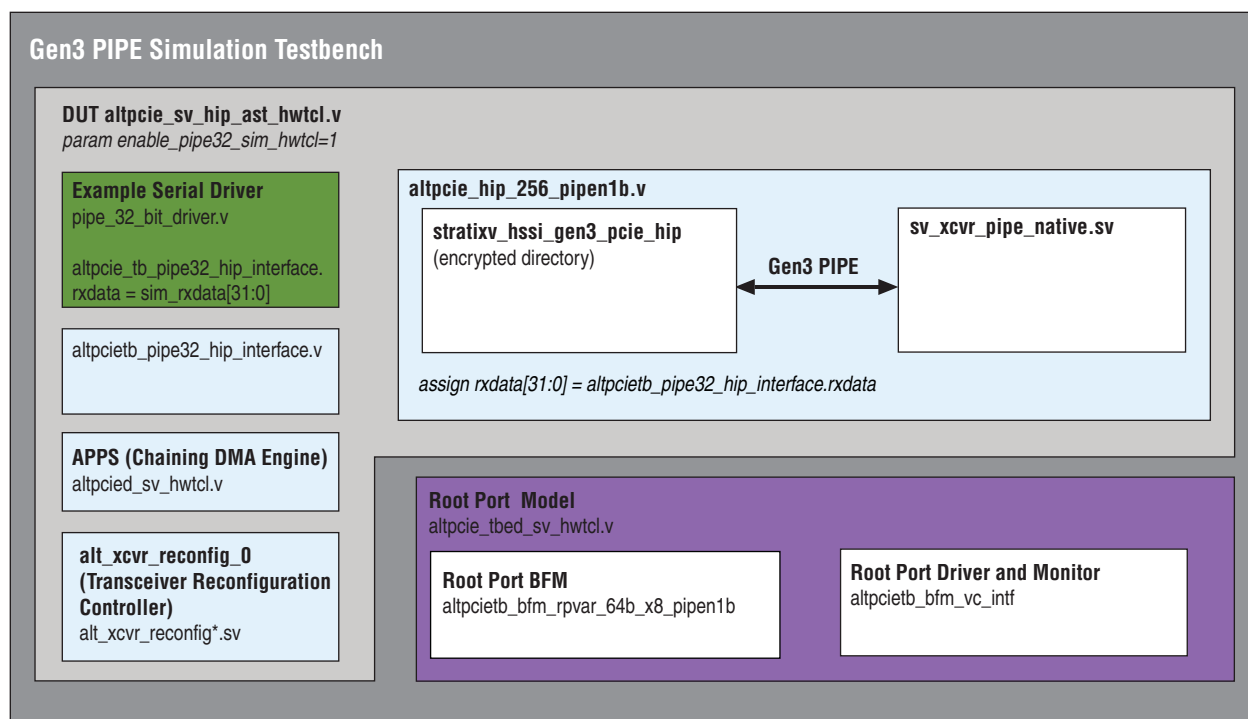 Gen3 PIPE Simulation Testbench
DUT altpcie_sv_hip_ast_hwtcl.v
param enable_pipe32_sim_hwtcl=1
Example Serial Driver
pipe_32_bit_driver.v
altpcie_tb_pipe32_hip_interface.
rxdata = sim_rxdata[31:0]
altpcietb_pipe32_hip_interface.v
APPS (Chaining DMA Engine)
altpcied_sv_hwtcl.v
alt_xcvr_reconfig_0
(Transceiver Reconfiguration
Controller)
alt_xcvr_reconfig*.sv
altpcie_hip_256_pipen1b.v
stratixv_hssi_gen3_pcie_hip
(encrypted directory)
Gen3 PIPE
sv_xcvr_pipe_native.sv
assign rxdata[31:0] = altpcietb_pipe32_hip_interface.rxdata
Root Port Model
altpcie_tbed_sv_hwtcl.v
Root Port BFM
altpcietb_bfm_rpvar_64b_x8_pipen1b
Root Port Driver and Monitor
altpcietb_bfm_vc_intf